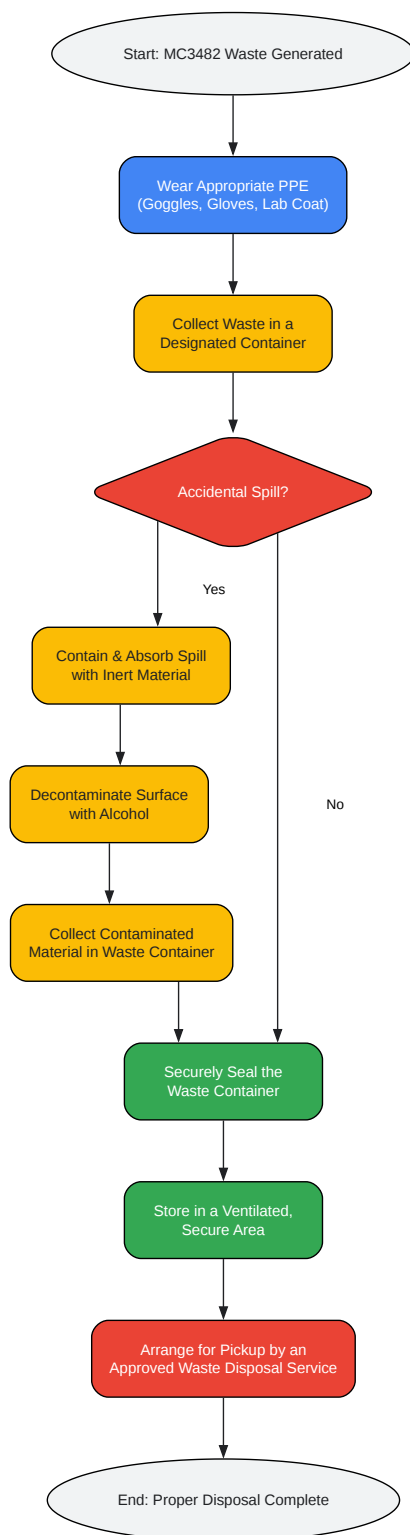 Start: MC3482 Waste Generated
Wear Appropriate PPE
(Goggles, Gloves, Lab Coat)
Collect Waste in a
Designated Container
Accidental Spill?
Yes
Contain & Absorb Spill
with Inert Material
Decontaminate Surface
with Alcohol
No
Collect Contaminated
Material in Waste Container
Securely Seal the
Waste Container
Store in a Ventilated,
Secure Area
Arrange for Pickup by an
Approved Waste Disposal Service
End: Proper Disposal Complete